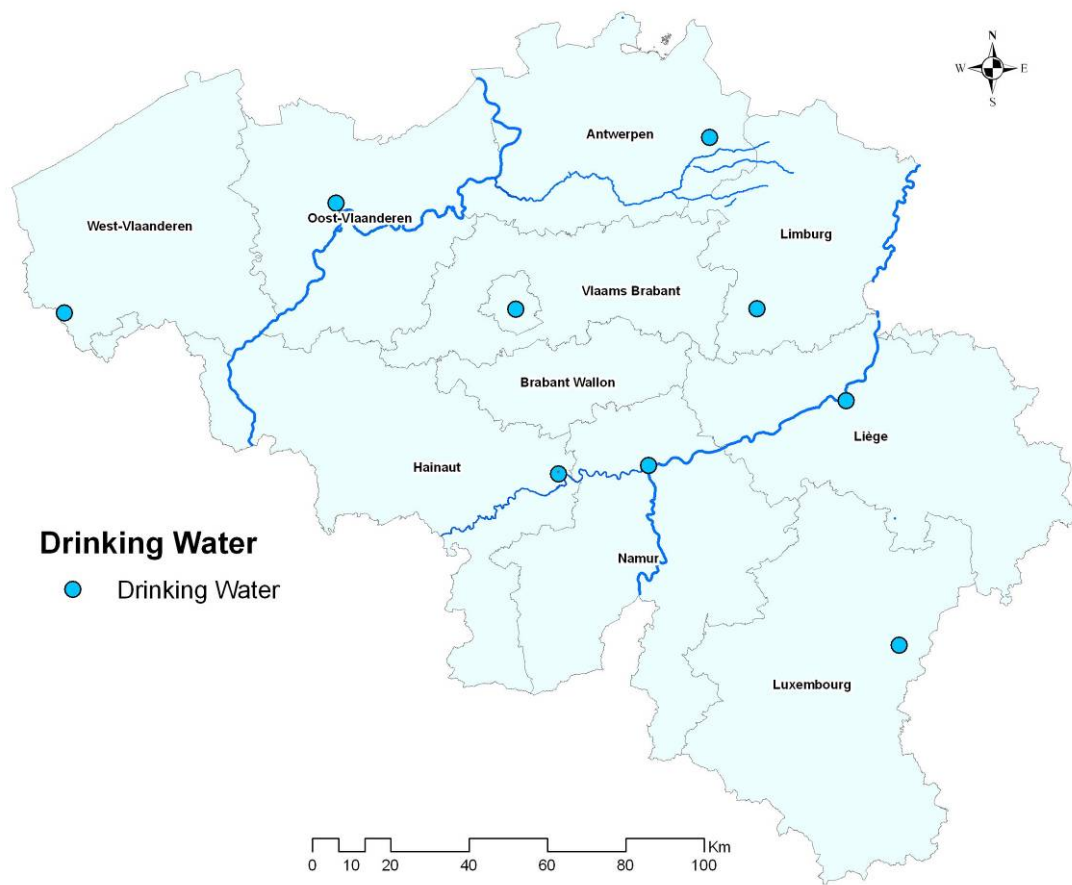 N
W E
S
Antwerpen
West-Vlaanderen
Oost-Vlaanderen
Limburg
Vlaams Brabant
Brabant Wallon
Liège
Hainaut
Namur
Luxembourg
Drinking Water
Drinking Water
Km
0 10 20 40 60 80 100